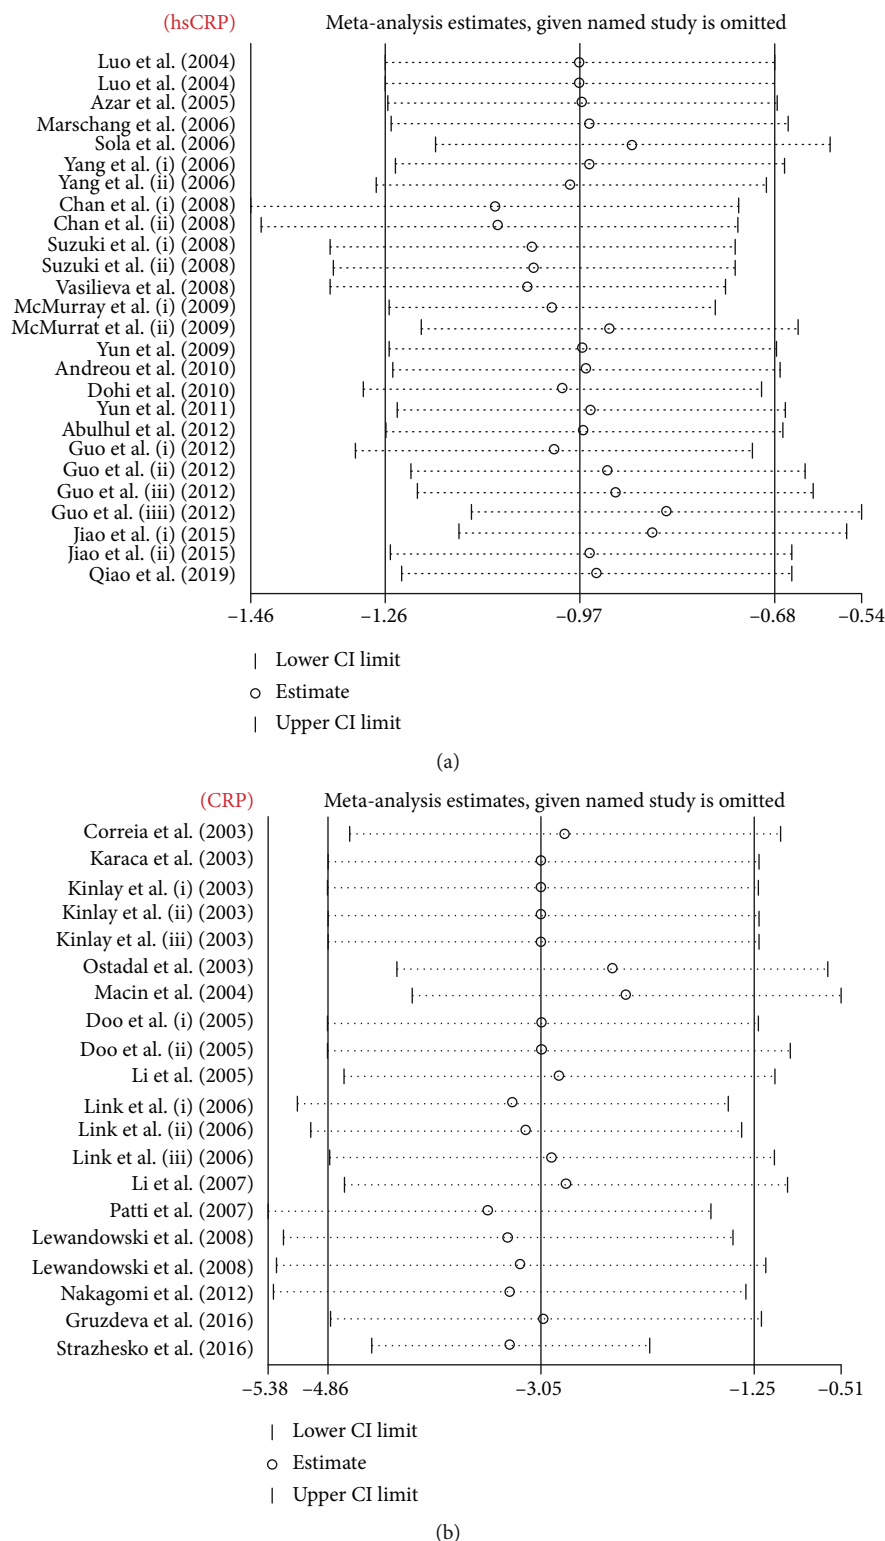 (hsCRP) Meta-analysis estimates, given named study is omitted
Luo et al. (2004)
Luo et al. (2004)
Azar et al. (2005)
Marschang et al. (2006)
Sola et al. (2006)
Yang et al. (i) (2006)
Yang et al. (ii) (2006)
Chan et al. (i) (2008)
Chan et al. (ii) (2008)
Suzuki et al. (i) (2008)
Suzuki et al. (ii) (2008)
Vasilieva et al. (2008)
McMurray et al. (i) (2009)
McMurrat et al. (ii) (2009)
Yun et al. (2009)
Andreou et al. (2010)
Dohi et al. (2010)
Yun et al. (2011)
Abulhul et al. (2012)
Guo et al. (i) (2012)
Guo et al. (ii) (2012)
Guo et al. (iii) (2012)
Guo et al. (iiii) (2012)
Jiao et al. (i) (2015)
Jiao et al. (ii) (2015)
Qiao et al. (2019)
–1.46 –1.26 –0.97 –0.68 –0.54
Lower CI limit
Estimate
Upper CI limit
(a)
(CRP) Meta-analysis estimates, given named study is omitted
Correia et al. (2003)
Karaca et al. (2003)
Kinlay et al. (i) (2003)
Kinlay et al. (ii) (2003)
Kinlay et al. (iii) (2003)
Ostadal et al. (2003)
Macin et al. (2004)
Doo et al. (i) (2005)
Doo et al. (ii) (2005)
Li et al. (2005)
Link et al. (i) (2006)
Link et al. (ii) (2006)
Link et al. (iii) (2006)
Li et al. (2007)
Patti et al. (2007)
Lewandowski et al. (2008)
Lewandowski et al. (2008)
Nakagomi et al. (2012)
Gruzdeva et al. (2016)
Strazhesko et al. (2016)
–5.38 –4.86 –3.05 –1.25 –0.51
Lower CI limit
Estimate
Upper CI limit
(b)